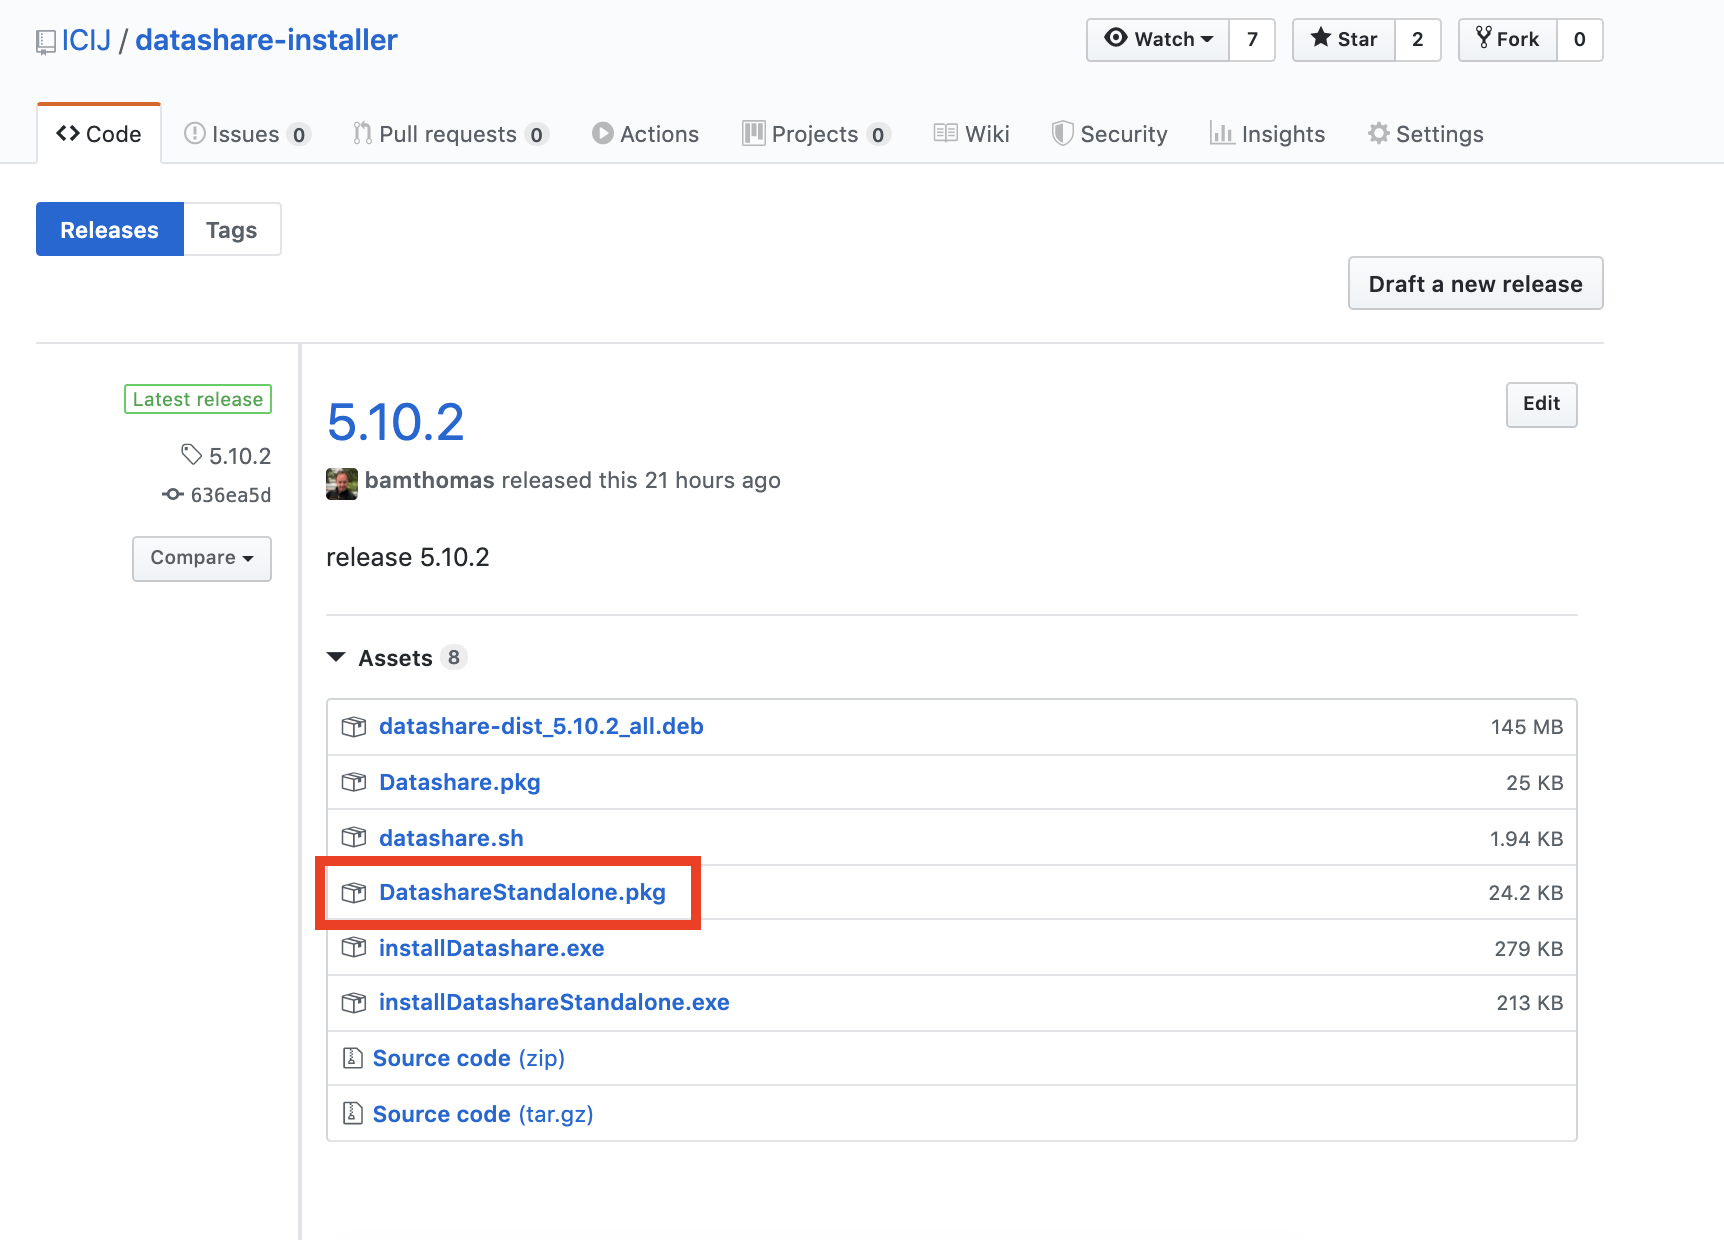 ICIJ / datashare-installer
Watch 7 Star 2 Fork 0
Code Issues 0 Pull requests 0 Actions Projects 0 Wiki Security Insights Settings
Releases Tags
Draft a new release
Latest release
5.10.2
636ea5d
Compare
5.10.2
Edit
bamthomas released this 21 hours ago
release 5.10.2
Assets 8
datashare-dist_5.10.2_all.deb 145 MB
Datashare.pkg 25 KB
datashare.sh 1.94 KB
DatashareStandalone.pkg 24.2 KB
installDatashare.exe 279 KB
installDatashareStandalone.exe 213 KB
Source code (zip)
Source code (tar.gz)